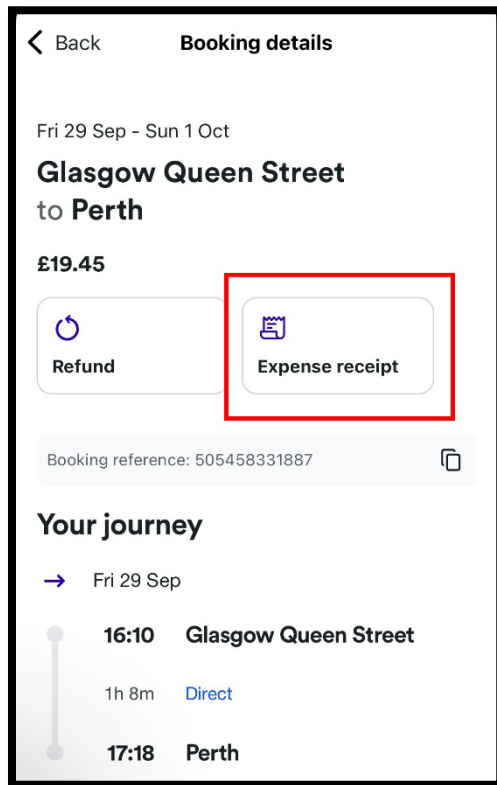 Back
Booking details
Fri 29 Sep - Sun 1 Oct
Glasgow Queen Street
to Perth
£19.45
Refund
Expense receipt
Booking reference: 505458331887
Your journey
Fri 29 Sep
16:10 Glasgow Queen Street
1h 8m Direct
17:18 Perth